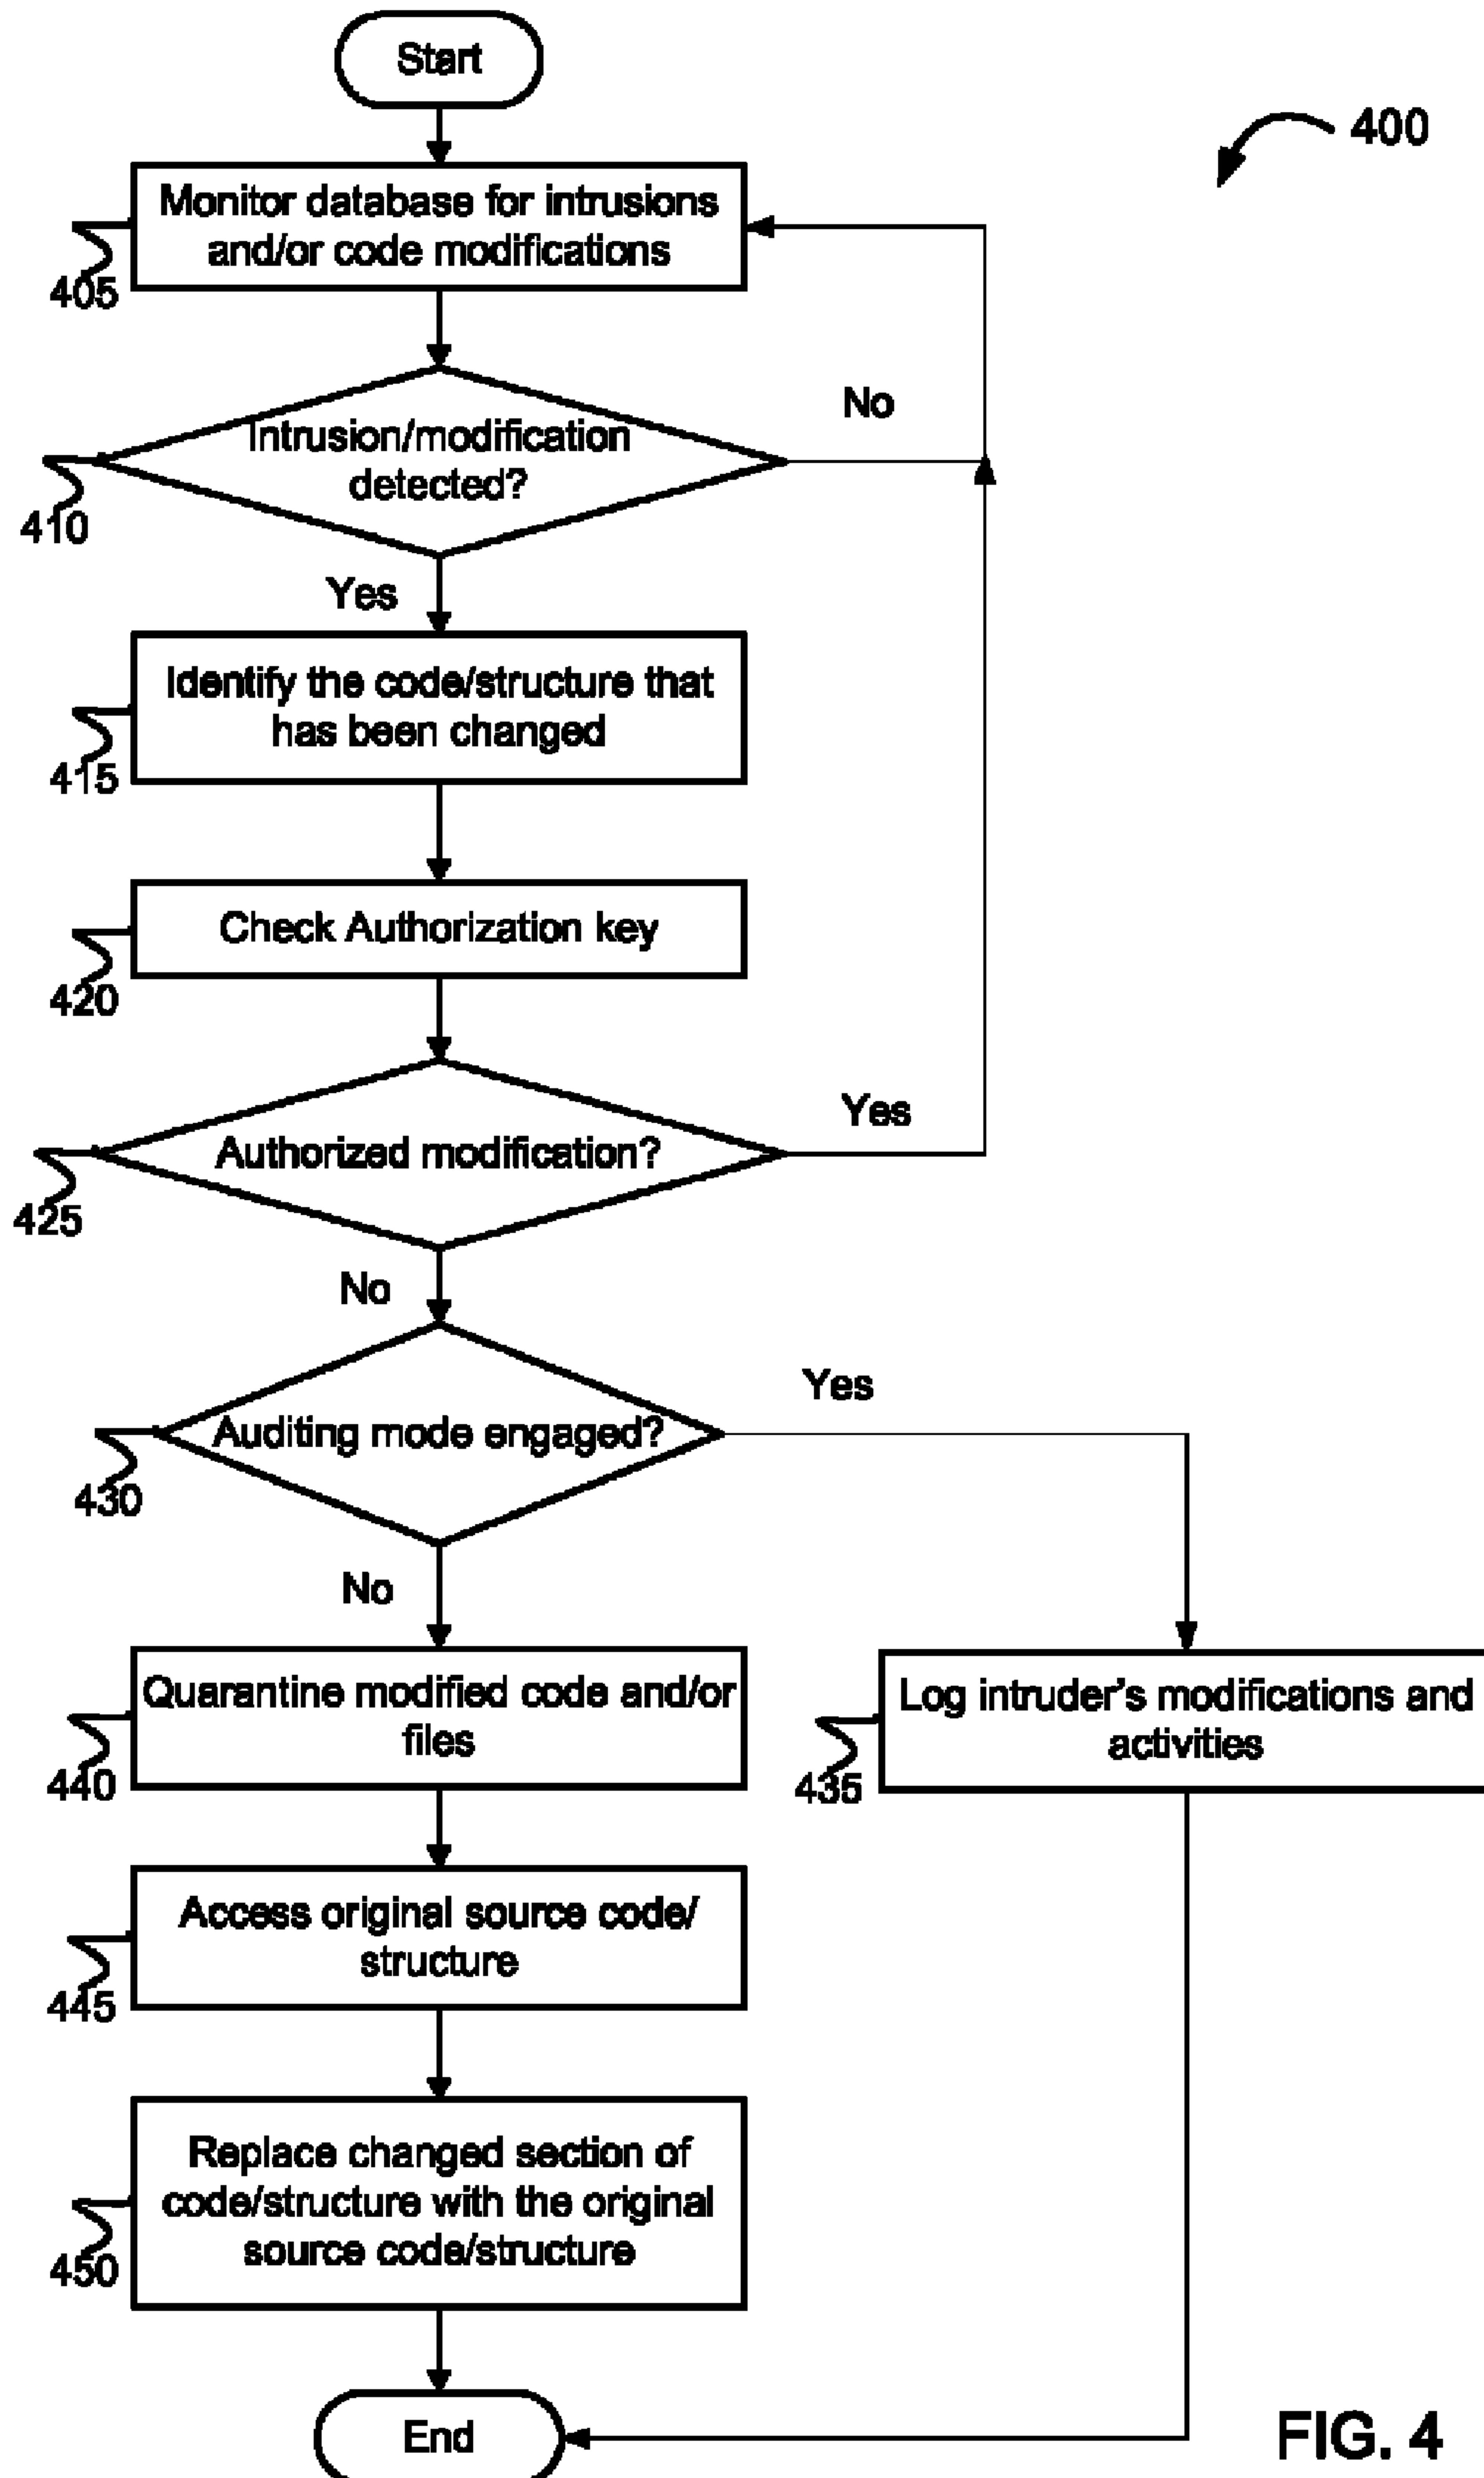 Start
400
Monitor database for intrusions
and/or code modifications
405
Intrusion/modification
detected?
No
410
Yes
Identify the code/structure that
has been changed
415
Check Authorization key
420
Authorized modification?
Yes
425
No
Auditing mode engaged?
Yes
430
No
Quarantine modified code and/or
files
440
Log intruder's modifications and
activities
435
Access original source code/
structure
445
Replace changed section of
code/structure with the original
source code/structure
450
End
FIG. 4